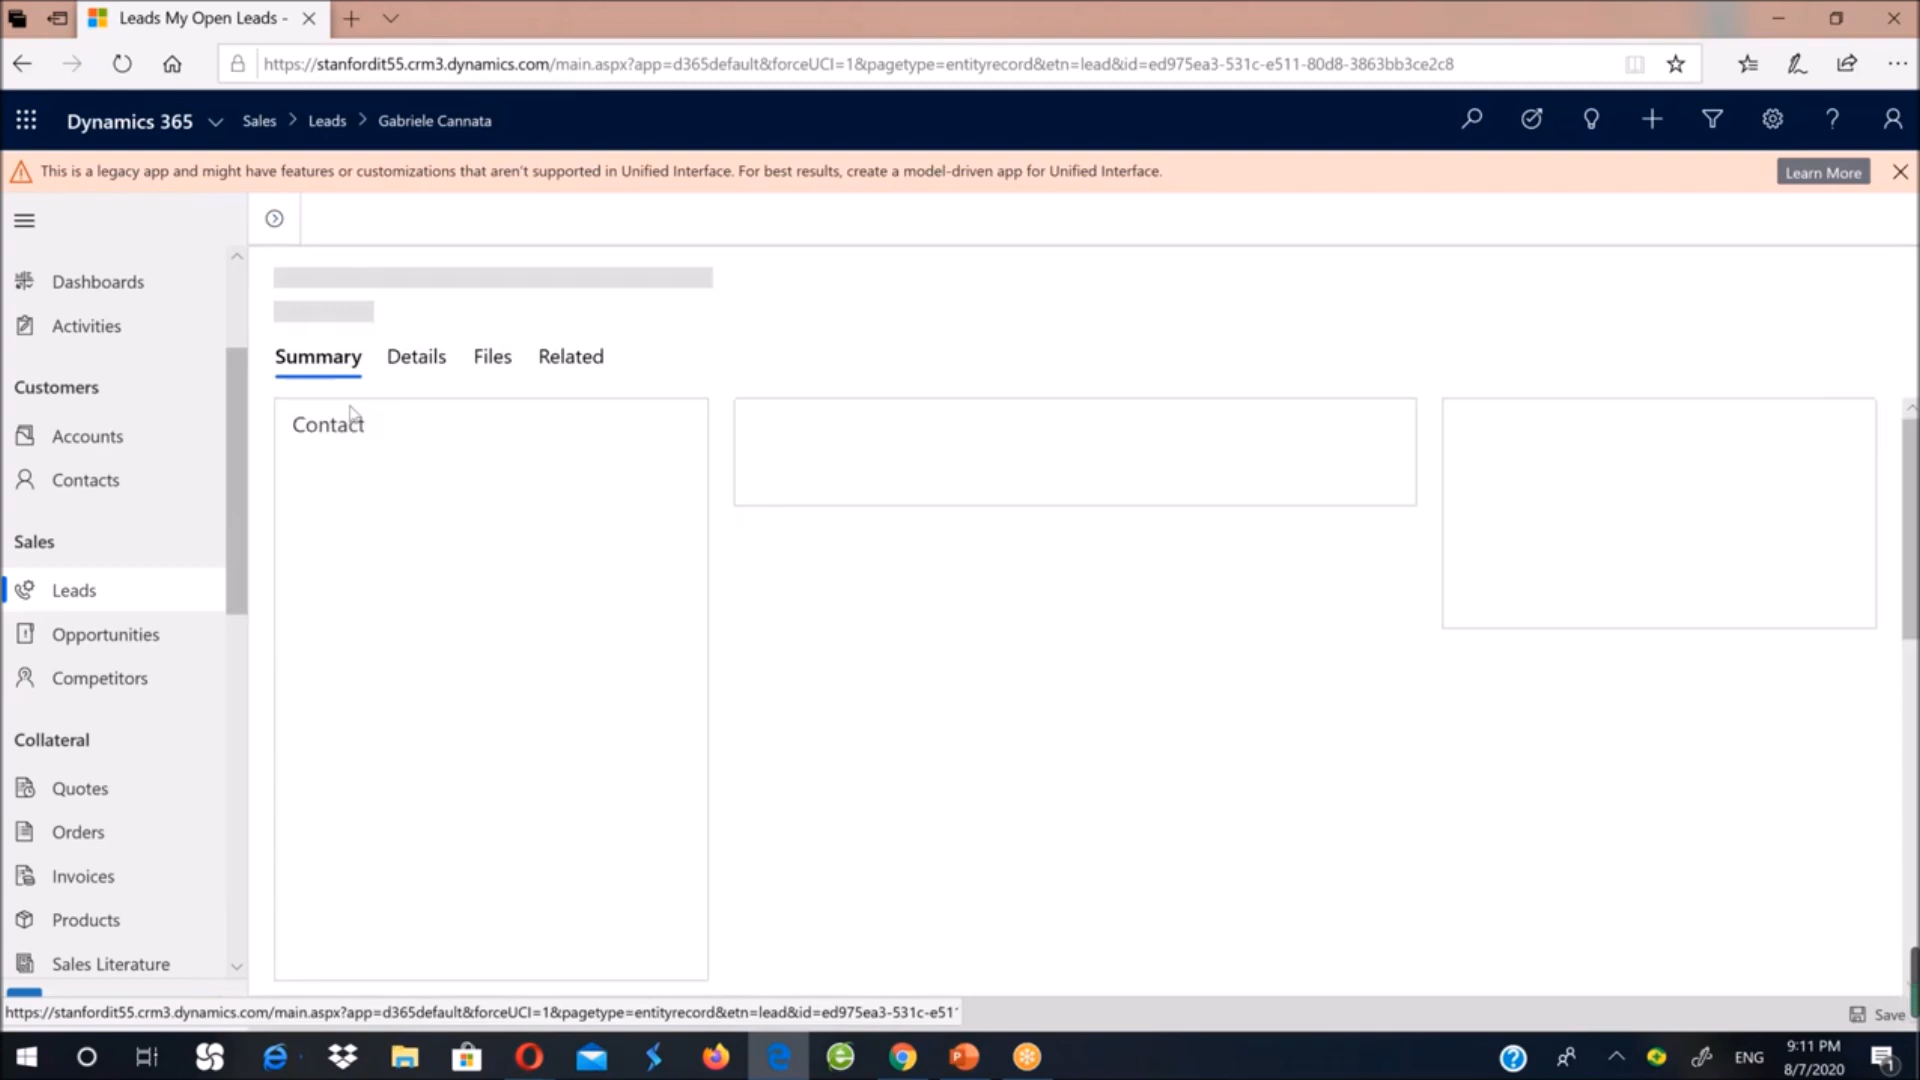 Leads My Open Leads -
https://stanfordit55.crm3.dynamics.com/main.aspx?app=d365default&forceUCI=1&pagetype=entityrecord&etn=lead&id=ed975ea3-531c-e511-80d8-3863bb3ce2c8
Dynamics 365
Sales > Leads > Gabriele Cannata
This is a legacy app and might have features or customizations that aren't supported in Unified Interface. For best results, create a model-driven app for Unified Interface.
Learn More
Dashboards
Activities
Customers
Accounts
Contacts
Sales
Leads
Opportunities
Competitors
Collateral
Quotes
Orders
Invoices
Products
Sales Literature
Summary
Details
Files
Related
Contact
https://stanfordit55.crm3.dynamics.com/main.aspx?app=d365default&forceUCI=1&pagetype=entityrecord&etn=lead&id=ed975ea3-531c-e51
Save
ENG
9:11 PM
8/7/2020
1